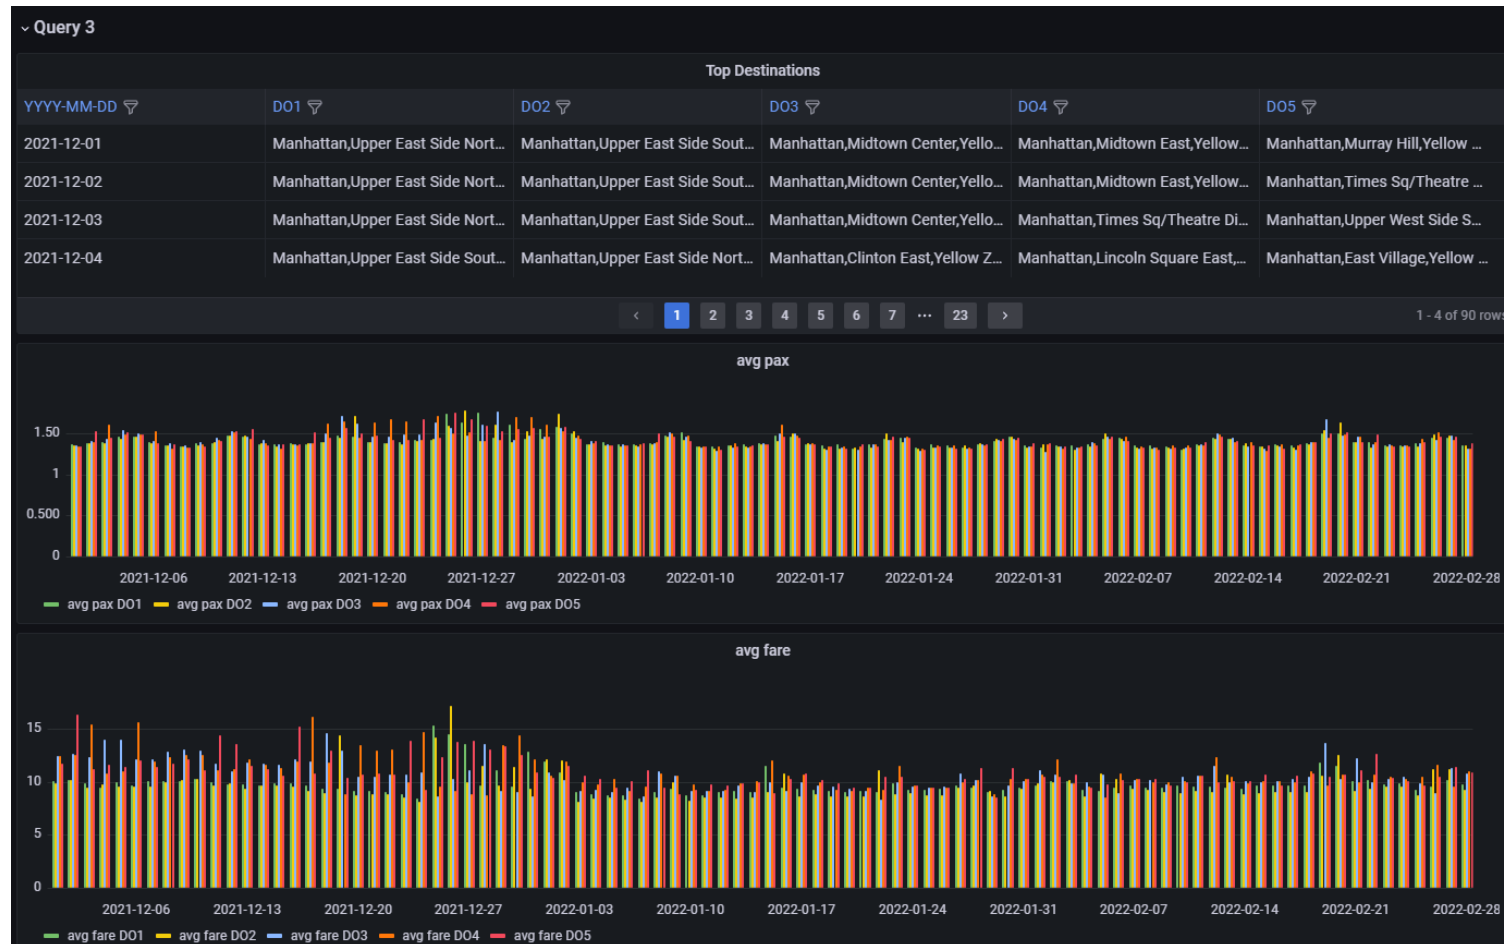 Query 3
Top Destinations
YYYY-MM-DD DO1 DO2 DO3 DO4 DO5
2021-12-01 Manhattan,Upper East Side Nort... Manhattan,Upper East Side Sout... Manhattan,Midtown Center,Yello... Manhattan,Midtown East,Yellow... Manhattan,Murray Hill,Yellow ...
2021-12-02 Manhattan,Upper East Side Nort... Manhattan,Upper East Side Sout... Manhattan,Midtown Center,Yello... Manhattan,Midtown East,Yellow... Manhattan,Times Sq/Theatre ...
2021-12-03 Manhattan,Upper East Side Nort... Manhattan,Upper East Side Sout... Manhattan,Midtown Center,Yello... Manhattan,Times Sq/Theatre Di... Manhattan,Upper West Side S...
2021-12-04 Manhattan,Upper East Side Sout... Manhattan,Upper East Side Nort... Manhattan,Clinton East,Yellow Z... Manhattan,Lincoln Square East,... Manhattan,East Village,Yellow ...
‹ 1 2 3 4 5 6 7 ··· 23 › 1 - 4 of 90 rows
avg pax
1.50
1
0.500
0
2021-12-06 2021-12-13 2021-12-20 2021-12-27 2022-01-03 2022-01-10 2022-01-17 2022-01-24 2022-01-31 2022-02-07 2022-02-14 2022-02-21 2022-02-28
avg pax DO1 avg pax DO2 avg pax DO3 avg pax DO4 avg pax DO5
avg fare
15
10
5
0
2021-12-06 2021-12-13 2021-12-20 2021-12-27 2022-01-03 2022-01-10 2022-01-17 2022-01-24 2022-01-31 2022-02-07 2022-02-14 2022-02-21 2022-02-28
avg fare DO1 avg fare DO2 avg fare DO3 avg fare DO4 avg fare DO5